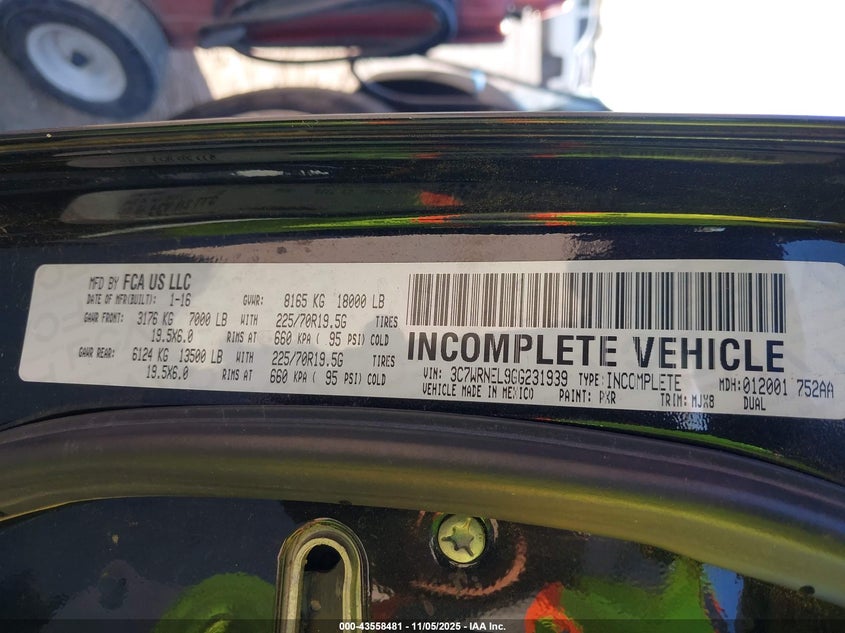 MFD BY FCA US LLC
DATE OF MFR(BUILT): 1-16 GVWR: 8165 KG 18000 LB
GAWR FRONT: 3176 KG 7000 LB WITH 225/70R19.5G TIRES
19.5X6.0 RIMS AT 660 KPA ( 95 PSI) COLD
GAWR REAR: 6124 KG 13500 LB WITH 225/70R19.5G TIRES
19.5X6.0 RIMS AT 660 KPA ( 95 PSI) COLD
INCOMPLETE VEHICLE
VIN: 3C7WRNEL9GG231939 TYPE: INCOMPLETE MDH: 012001 752AA
VEHICLE MADE IN MEXICO PAINT: PXR TRIM: MJX8 DUAL
000-43558481 - 11/05/2025 - IAA Inc.